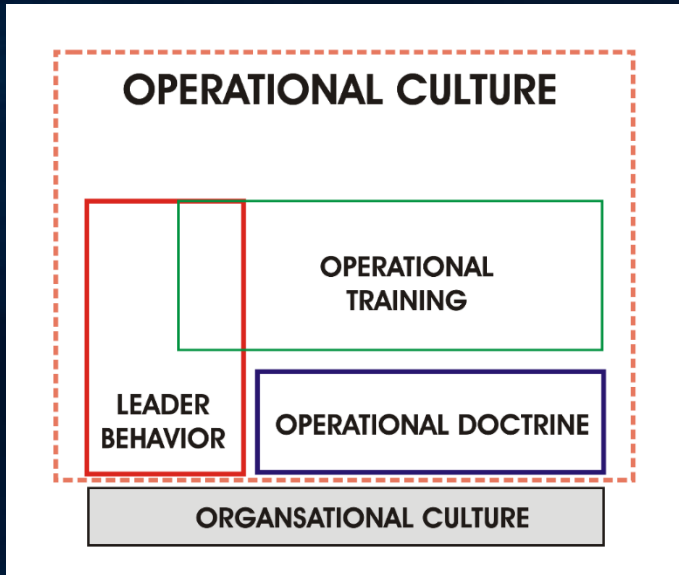 OPERATIONAL CULTURE
OPERATIONAL
TRAINING
LEADER
BEHAVIOR
OPERATIONAL DOCTRINE
ORGANSATIONAL CULTURE